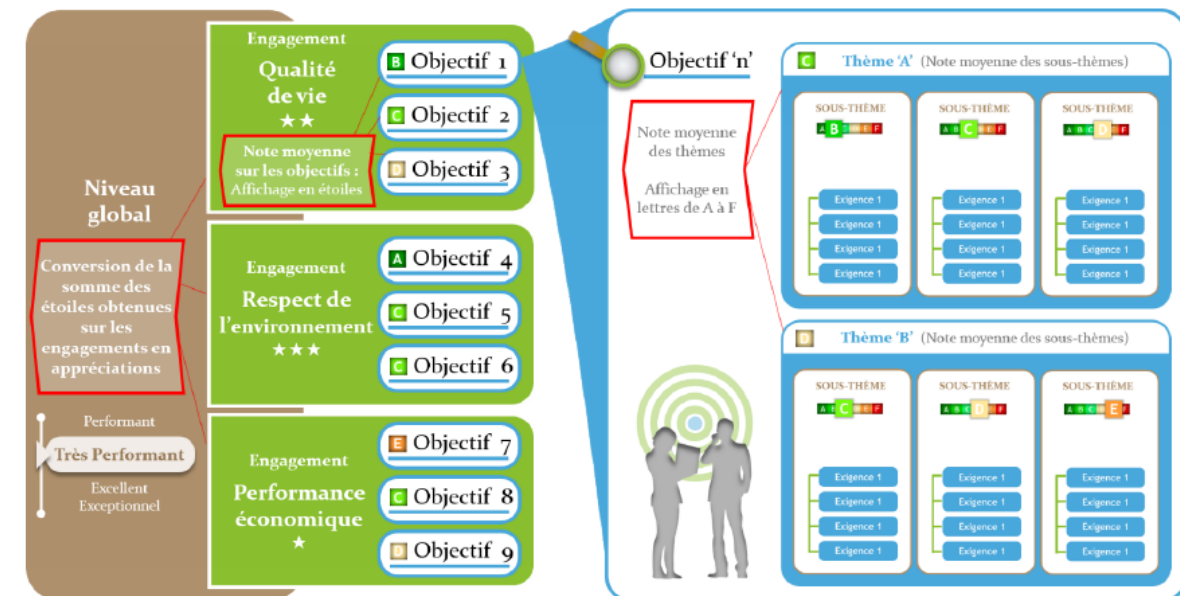 Niveau
global
Conversion de la
somme des
étoiles obtenues
sur les
engagements en
appréciations
Performant
Très Performant
Excellent
Exceptionnel
Engagement
Qualité
de vie
★★
Note moyenne
sur les objectifs :
Affichage en étoiles
B Objectif 1
C Objectif 2
D Objectif 3
Engagement
Respect de
l'environnement
★★★
A Objectif 4
C Objectif 5
C Objectif 6
Engagement
Performance
économique
★
E Objectif 7
C Objectif 8
D Objectif 9
Objectif 'n'
Note moyenne
des thèmes
Affichage en
lettres de A à F
C Thème 'A' (Note moyenne des sous-thèmes)
SOUS-THÈME
A B C D E F
Exigence 1
Exigence 1
Exigence 1
Exigence 1
SOUS-THÈME
A B C D E F
Exigence 1
Exigence 1
Exigence 1
Exigence 1
SOUS-THÈME
A B C D E F
Exigence 1
Exigence 1
Exigence 1
Exigence 1
D Thème 'B' (Note moyenne des sous-thèmes)
SOUS-THÈME
A B C D E F
Exigence 1
Exigence 1
Exigence 1
Exigence 1
SOUS-THÈME
A B C D E F
Exigence 1
Exigence 1
Exigence 1
Exigence 1
SOUS-THÈME
A B C D E F
Exigence 1
Exigence 1
Exigence 1
Exigence 1